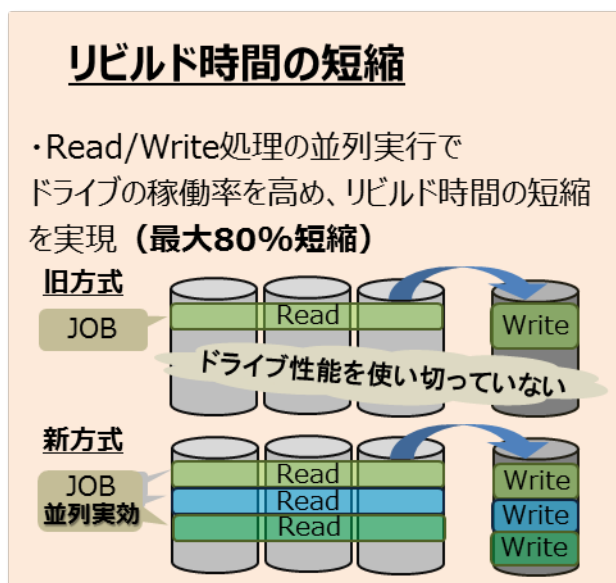 リビルド時間の短縮
・Read/Write処理の並列実行で
ドライブの稼働率を高め、リビルド時間の短縮
を実現（最大80%短縮）
旧方式
JOB
Read
Write
ドライブ性能を使い切っていない
新方式
JOB
並列実効
Read
Read
Read
Write
Write
Write